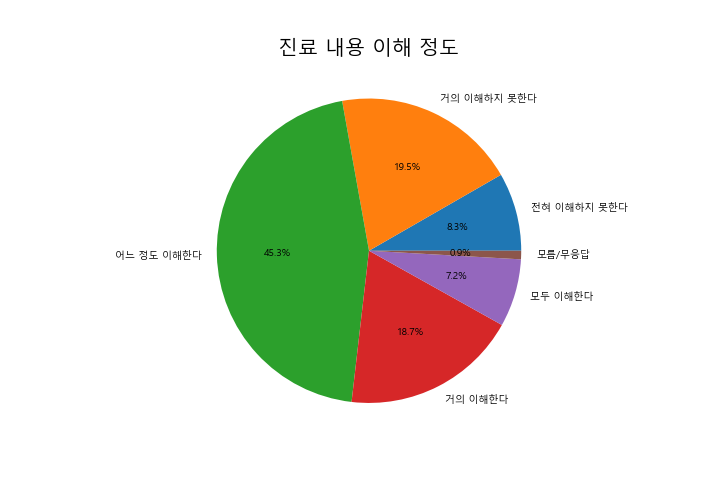 진료 내용 이해 정도
거의 이해하지 못한다
19.5%
전혀 이해하지 못한다
8.3%
어느 정도 이해한다
45.3%
0.9%
모름/무응답
7.2%
모두 이해한다
18.7%
거의 이해한다